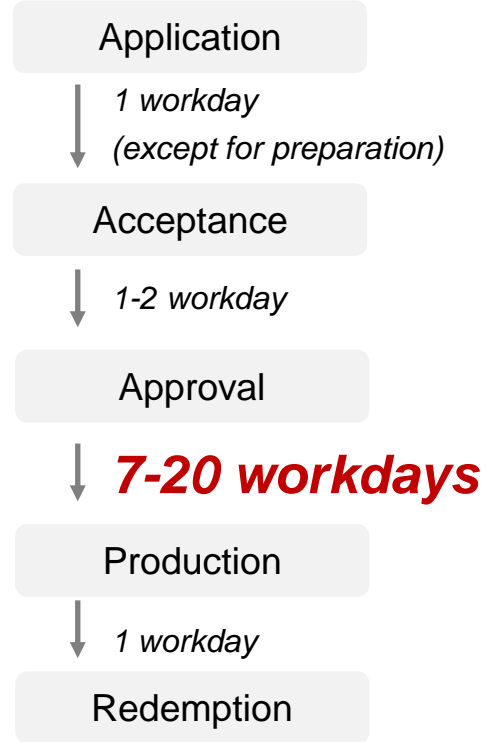 Application
1 workday
(except for preparation)
Acceptance
1-2 workday
Approval
7-20 workdays
Production
1 workday
Redemption